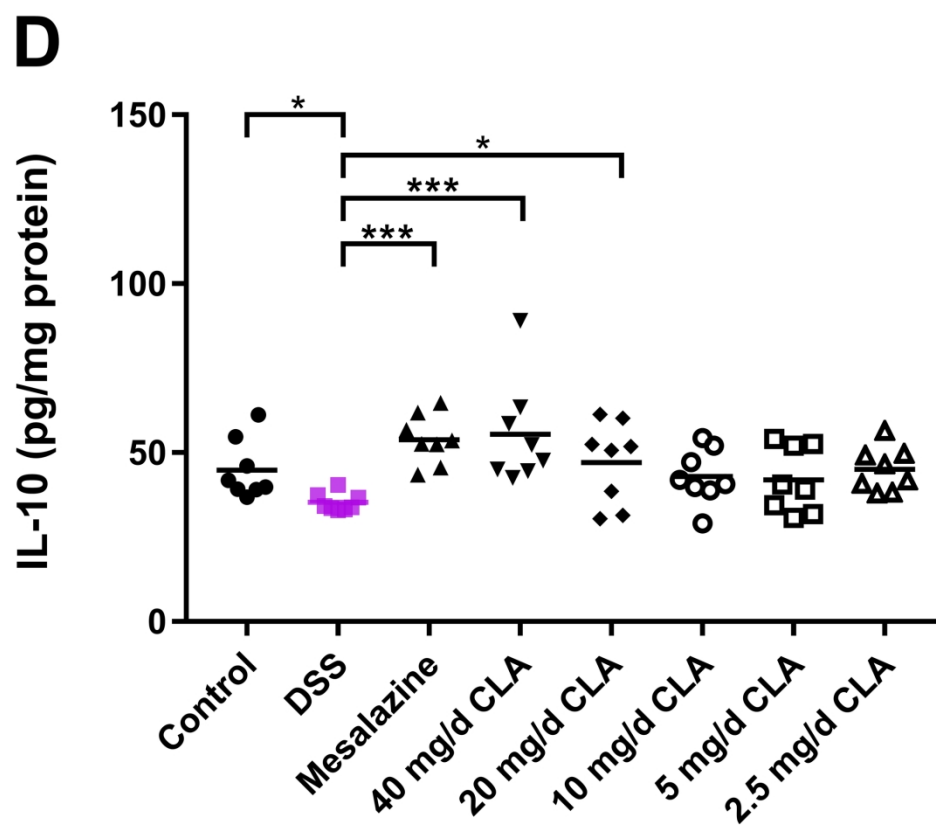 D
IL-10 (pg/mg protein)
150
100
50
0
*
*
***
***
Control
DSS
Mesalazine
40 mg/d CLA
20 mg/d CLA
10 mg/d CLA
5 mg/d CLA
2.5 mg/d CLA